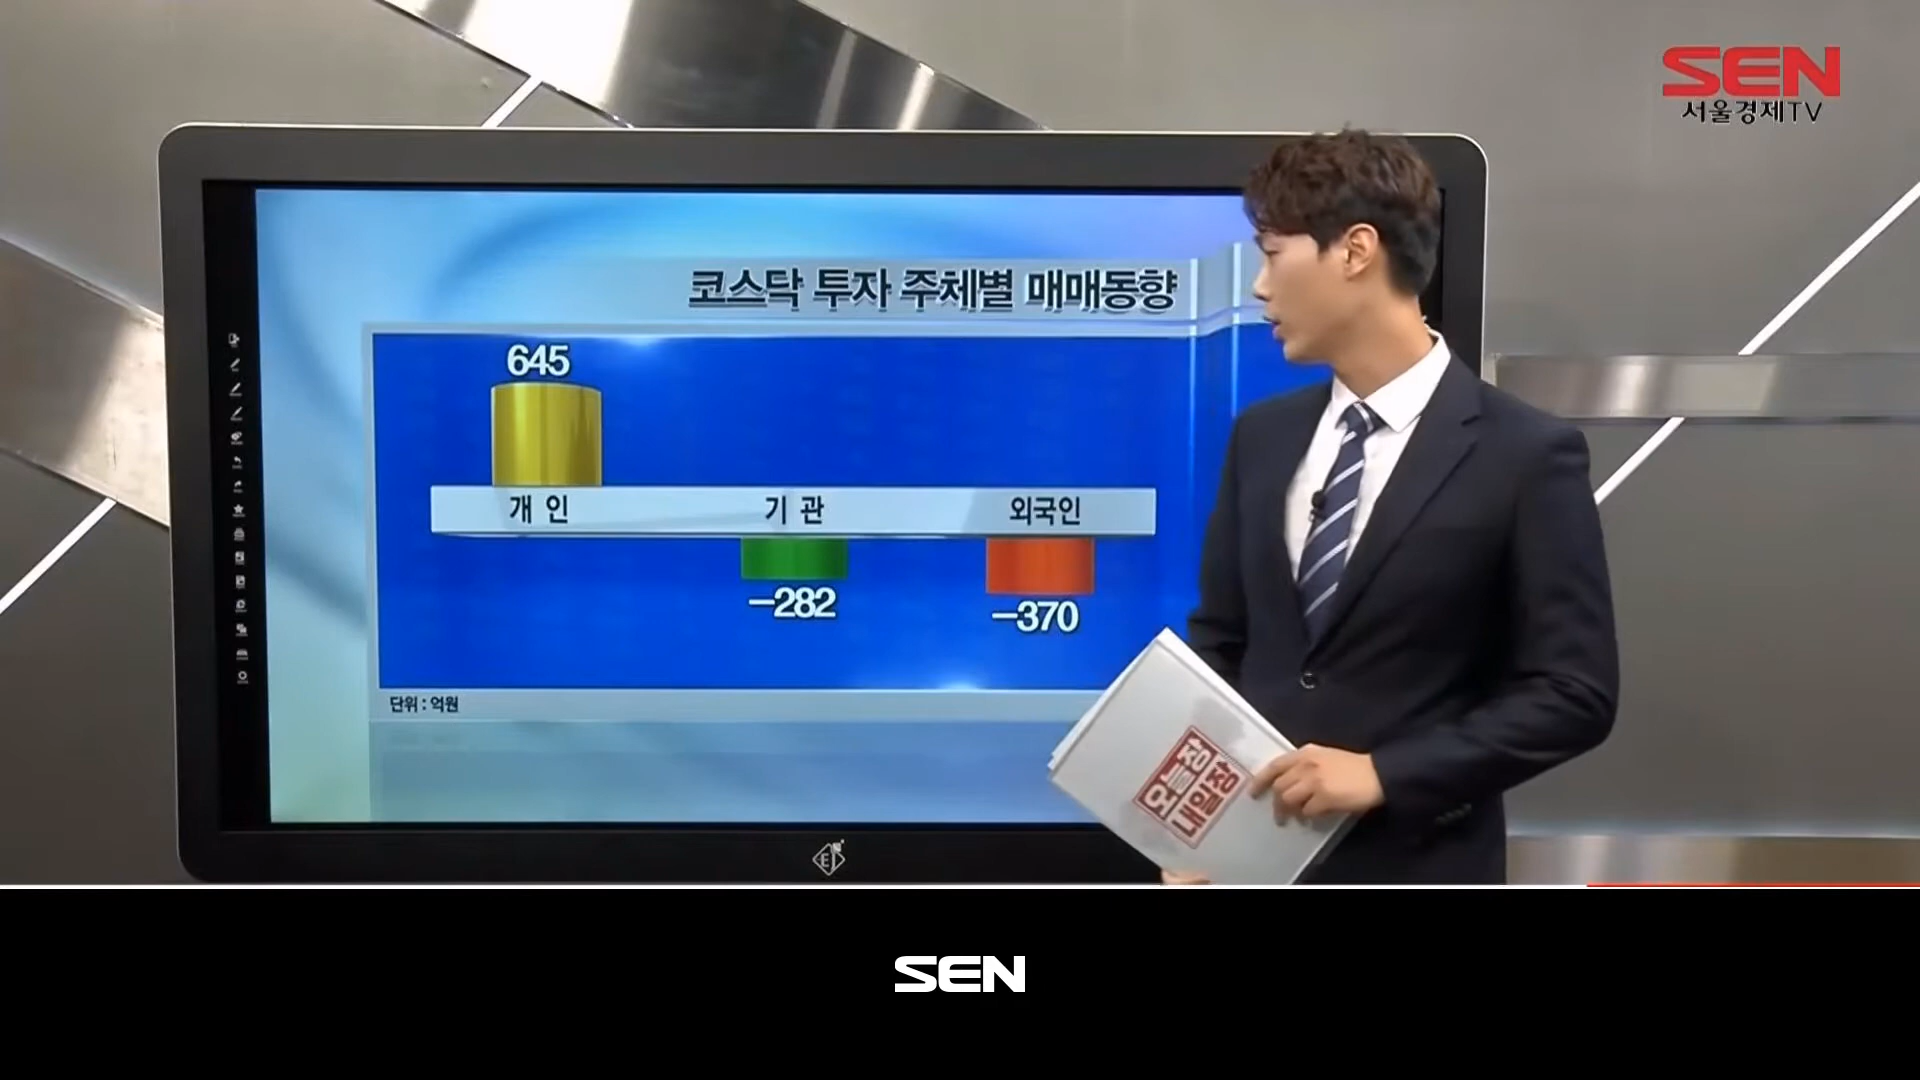 SEN
서울경제TV
코스닥 투자 주체별 매매동향
645
개인
기관
외국인
-282
-370
단위 : 억원
SEN